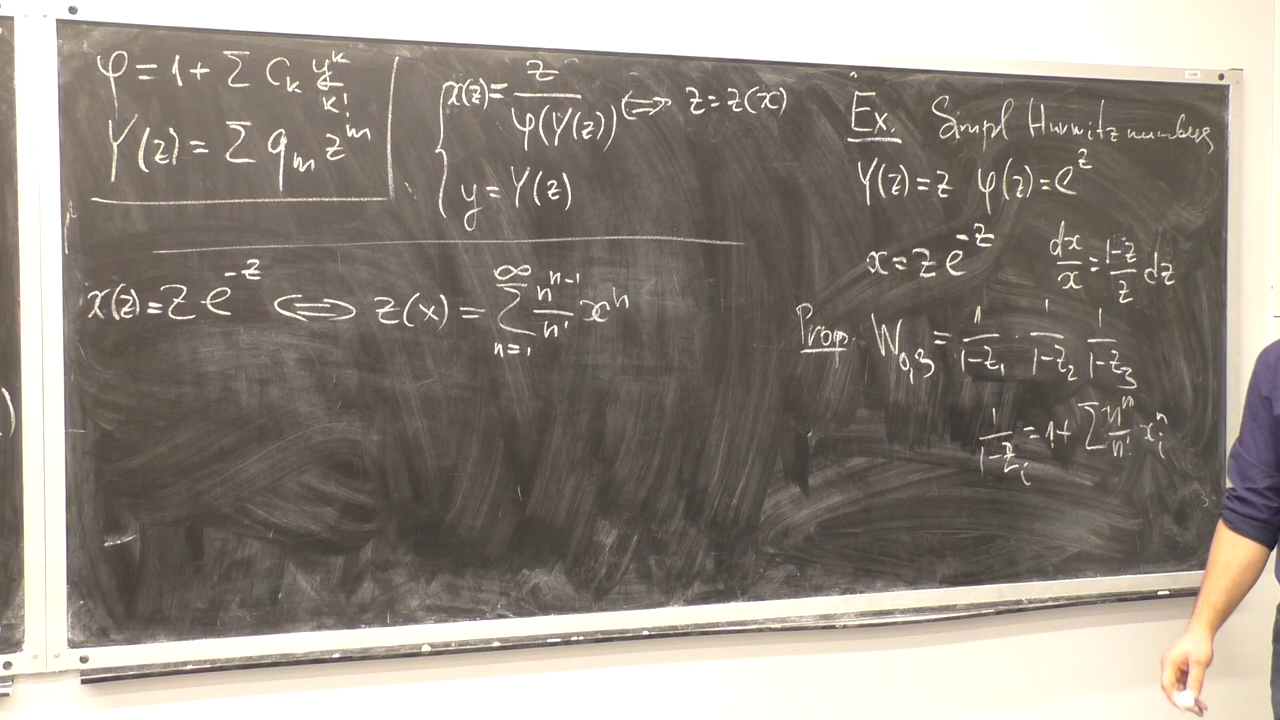 φ = 1 + Σ C_k y^k/k!
Y(z) = Σ q_m z^m
x(z) = z/φ(Y(z)) ⟺ z = z(x)
y = Y(z)
x(z) = z e^{-z} ⟺ z(x) = Σ_{n=1}^{∞} n^{n-1}/n! x^n
Ex. Simpl Hurwitz numbers
Y(z) = z φ(z) = e^z
x = z e^{-z} dx/x = (1-z)/z dz
Prop. W_{0,3} = 1/(1-z_1) · 1/(1-z_2) 1/(1-z_3)
1/(1-z_i) = 1 + Σ n^n/n! x_i^n